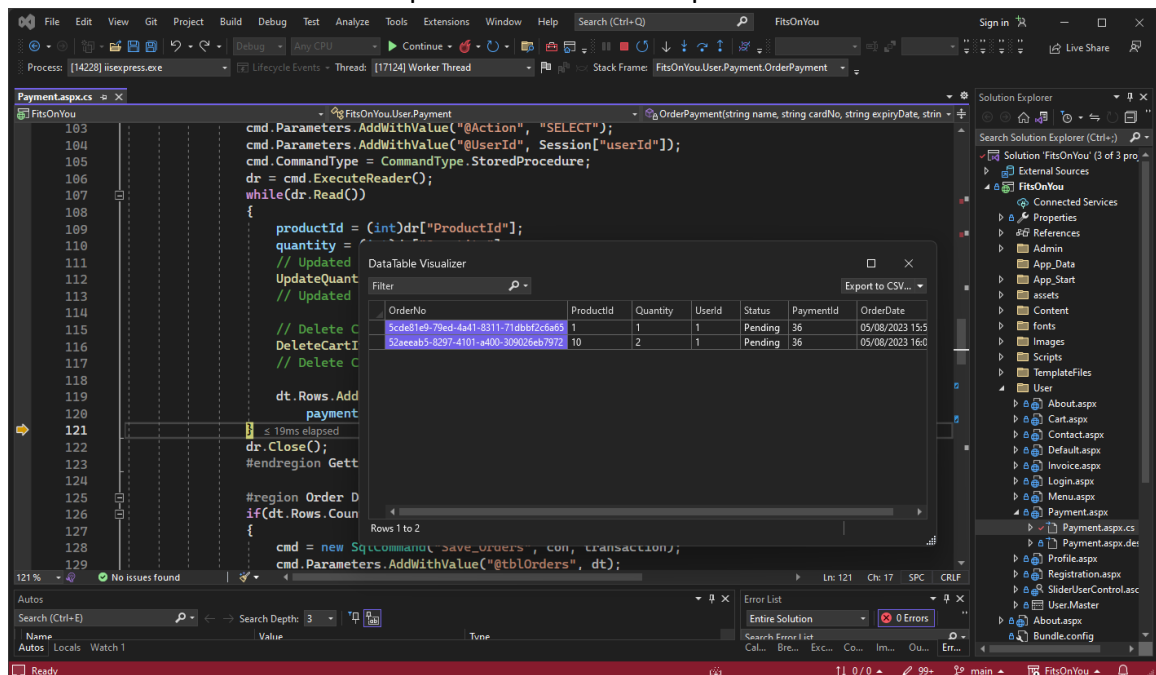 File Edit View Git Project Build Debug Test Analyze Tools Extensions Window Help Search (Ctrl+Q) FitsOnYou Sign in
Debug Any CPU Continue Live Share
Process: [14228] iisexpress.exe Lifecycle Events Thread: [17124] Worker Thread Stack Frame: FitsOnYou.User.Payment.OrderPayment
Payment.aspx.cs
FitsOnYou FitsOnYou.User.Payment OrderPayment(string name, string cardNo, string expiryDate, strin
103 cmd.Parameters.AddWithValue("@Action", "SELECT");
104 cmd.Parameters.AddWithValue("@UserId", Session["userId"]);
105 cmd.CommandType = CommandType.StoredProcedure;
106 dr = cmd.ExecuteReader();
107 while(dr.Read())
108 {
109 productId = (int)dr["ProductId"];
110 quantity =
111 // Updated
112 UpdateQuant
113 // Updated
114
115 // Delete C
116 DeleteCartI
117 // Delete C
118
119 dt.Rows.Add
120 payment
121 } ≤ 19ms elapsed
122 dr.Close();
123 #endregion Gett
124
125 #region Order D
126 if(dt.Rows.Coun
127 {
128 cmd = new SqlCommand("Save_Orders", con, transaction);
129 cmd.Parameters.AddWithValue("@tblOrders", dt);
DataTable Visualizer
Filter Export to CSV...
OrderNo ProductId Quantity UserId Status PaymentId OrderDate
5cde81e9-79ed-4a41-8311-71dbbf2c6a65 1 1 1 Pending 36 05/08/2023 15:5
52aeeab5-8297-4101-a400-309026eb7972 10 2 1 Pending 36 05/08/2023 16:0
Rows 1 to 2
121 % No issues found Ln: 121 Ch: 17 SPC CRLF
Autos
Search (Ctrl+E) Search Depth: 3
Name Value Type
Autos Locals Watch 1
Error List
Entire Solution 0 Errors
Search Error List
Cal... Bre... Exc... Co... Im... Ou... Err...
Solution Explorer
Search Solution Explorer (Ctrl+;)
Solution 'FitsOnYou' (3 of 3 proj
External Sources
FitsOnYou
Connected Services
Properties
References
Admin
App_Data
App_Start
assets
Content
fonts
Images
Scripts
TemplateFiles
User
About.aspx
Cart.aspx
Contact.aspx
Default.aspx
Invoice.aspx
Login.aspx
Menu.aspx
Payment.aspx
Payment.aspx.cs
Payment.aspx.des
Profile.aspx
Registration.aspx
SliderUserControl.asc
User.Master
About.aspx
Bundle.config
Ready 0 / 0 99+ main FitsOnYou